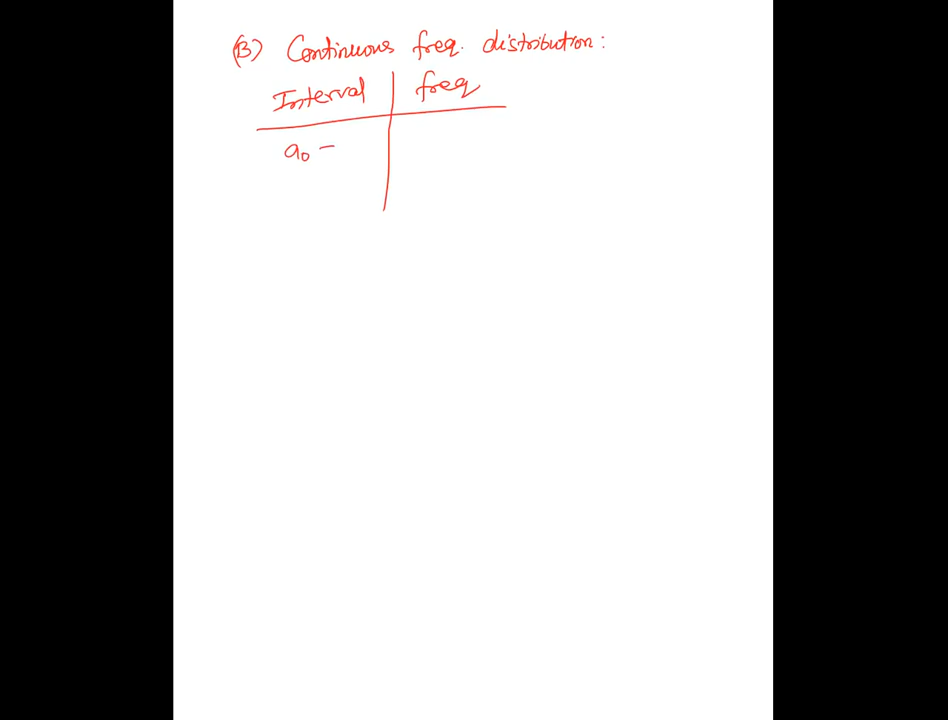 (B) Continuous freq. distribution:
Interval freq
a₀ -